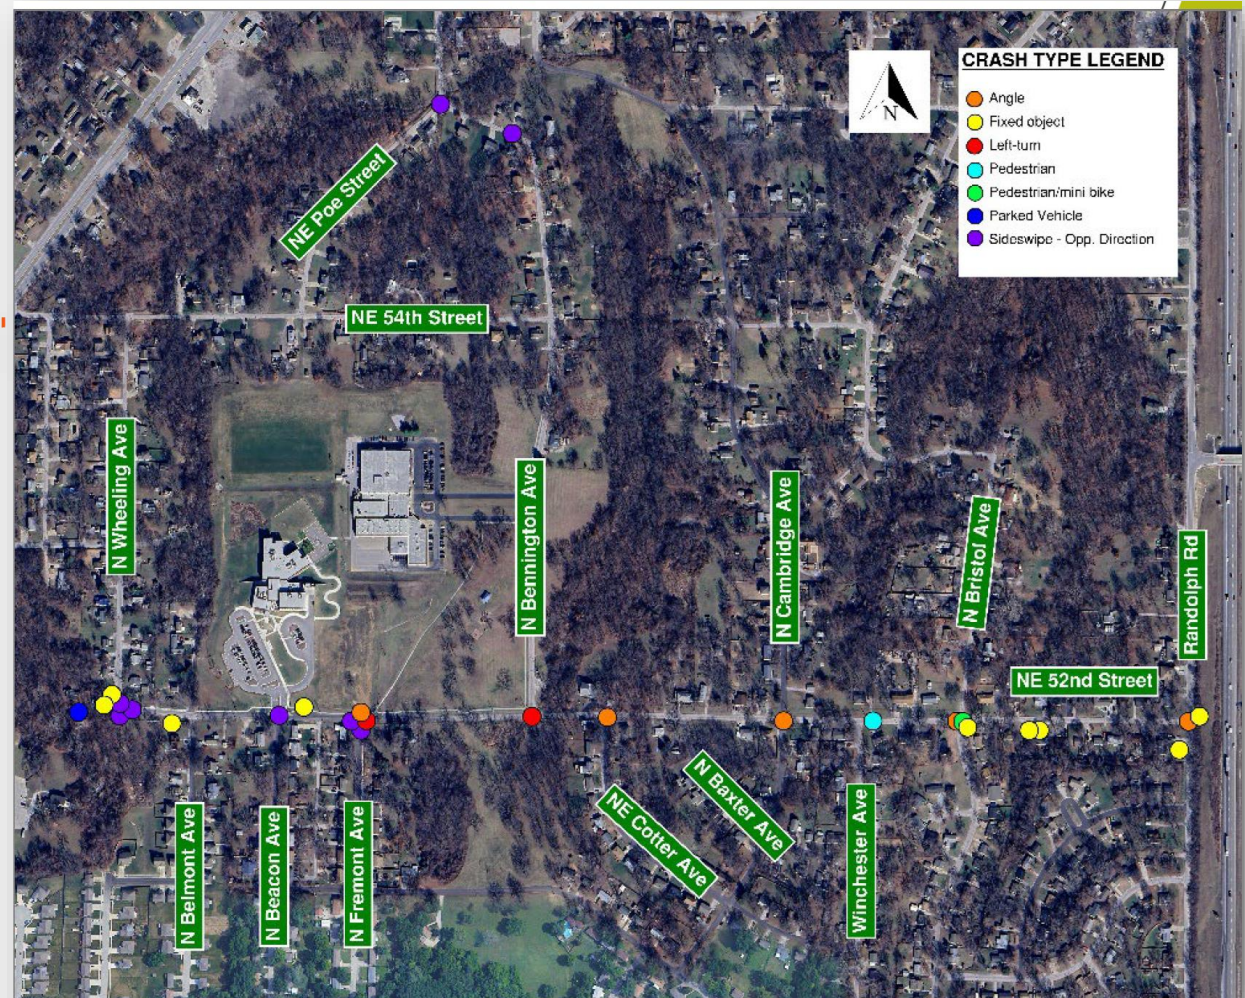 CRASH TYPE LEGEND
Angle
Fixed object
Left-turn
Pedestrian
Pedestrian/mini bike
Parked Vehicle
Sideswipe - Opp. Direction
N
NE Poe Street
NE 54th Street
N Wheeling Ave
N Bennington Ave
N Cambridge Ave
N Bristol Ave
Randolph Rd
NE 52nd Street
N Belmont Ave
N Beacon Ave
N Fremont Ave
NE Cotter Ave
N Baxter Ave
Winchester Ave